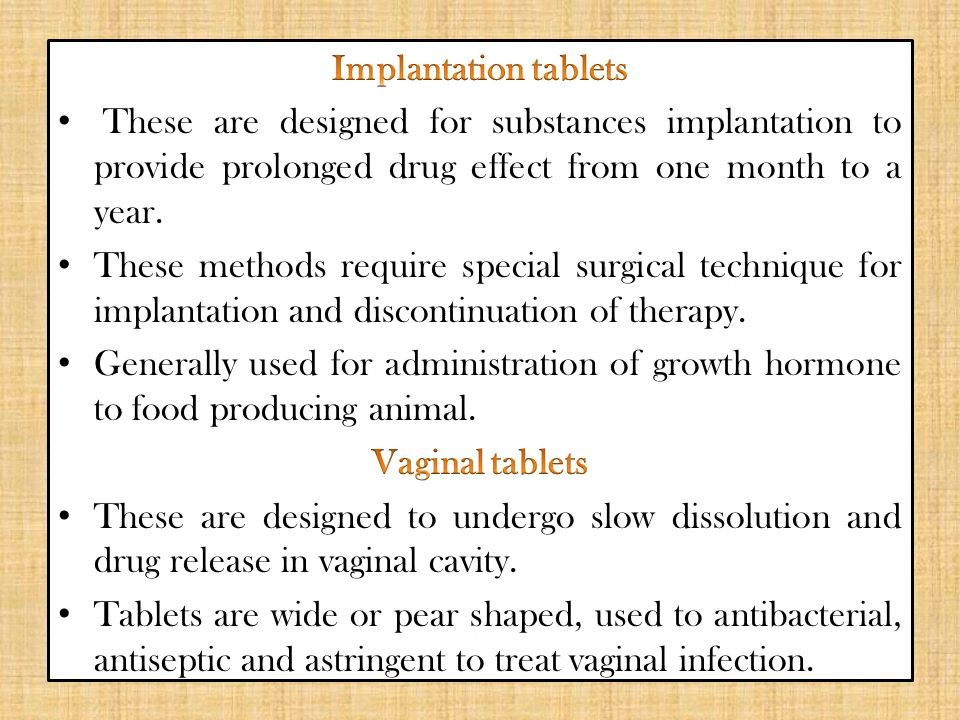 Implantation tablets
• These are designed for substances implantation to
provide prolonged drug effect from one month to a
year.
• These methods require special surgical technique for
implantation and discontinuation of therapy.
• Generally used for administration of growth hormone
to food producing animal.
Vaginal tablets
• These are designed to undergo slow dissolution and
drug release in vaginal cavity.
• Tablets are wide or pear shaped, used to antibacterial,
antiseptic and astringent to treat vaginal infection.